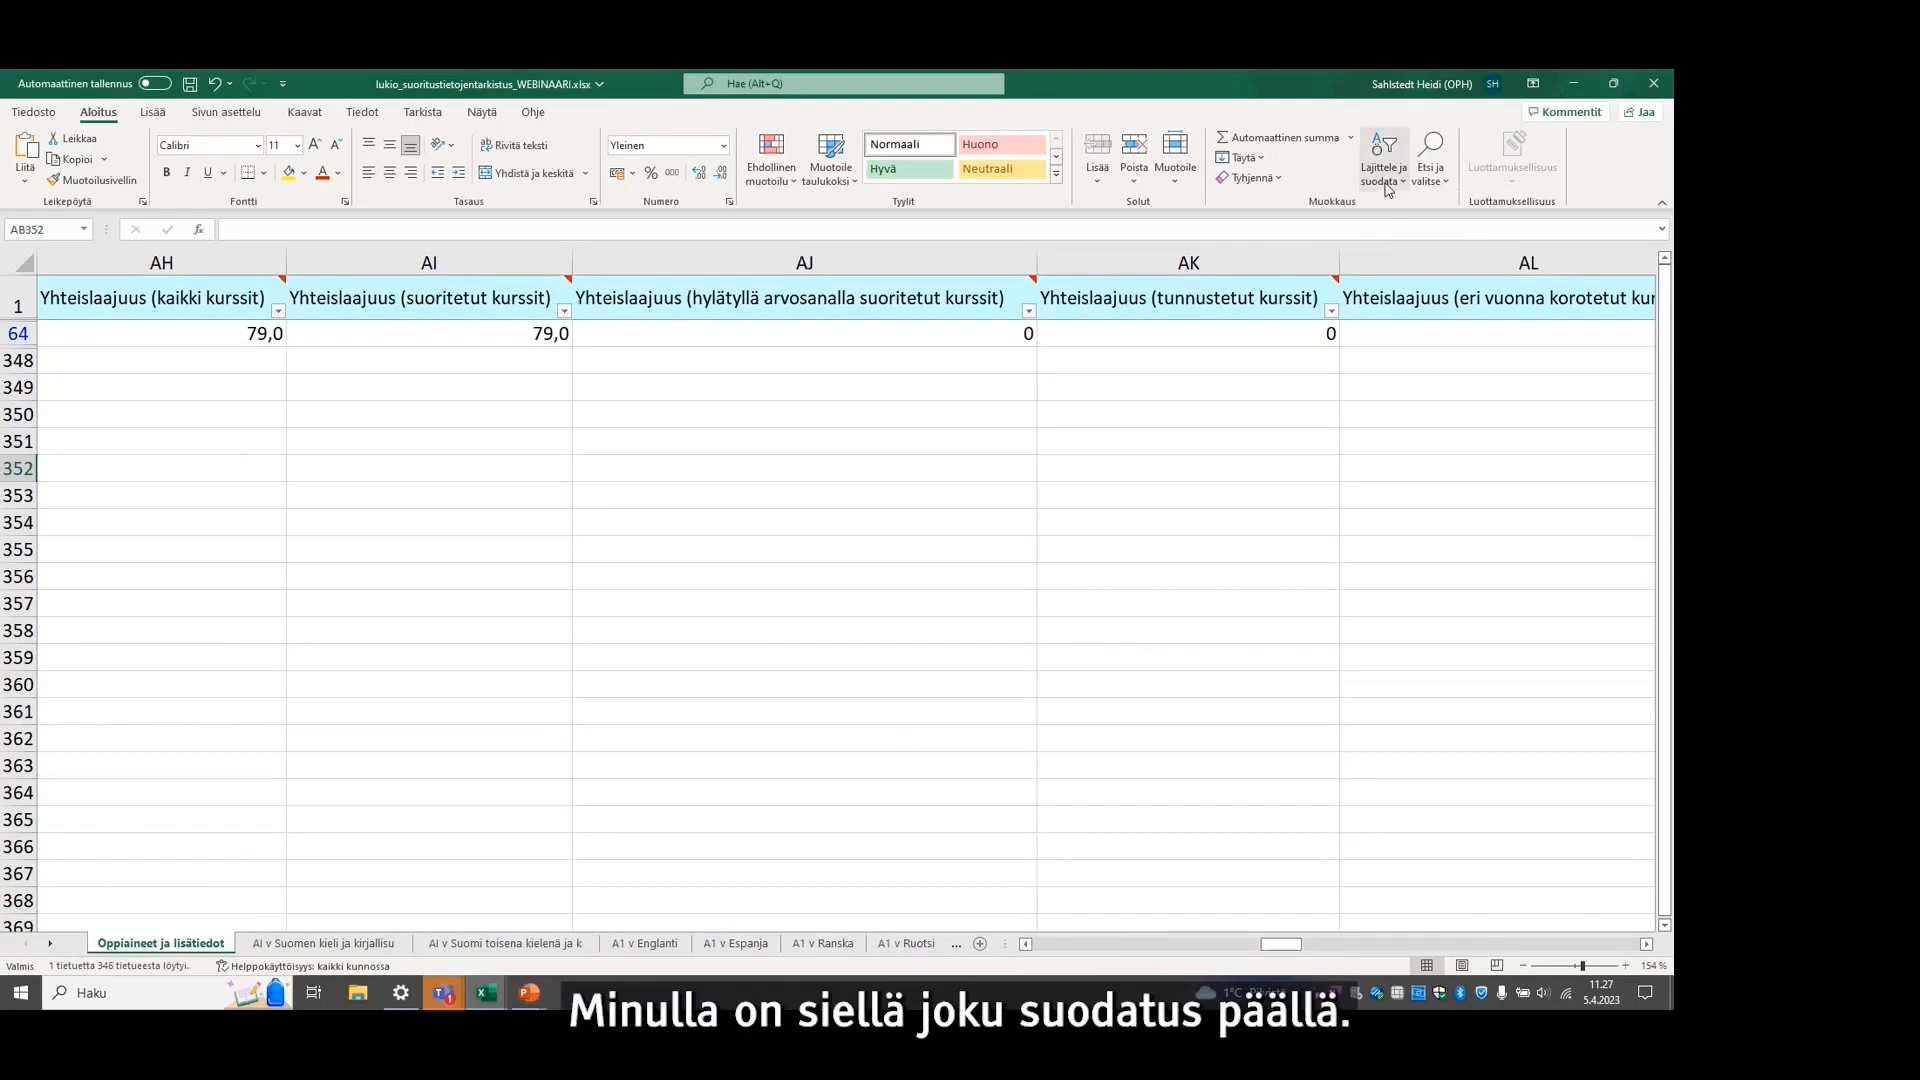 Automaattinen tallennus
lukio_suoritustietojentarkistus_WEBINAARI.xlsx
Hae (Alt+Q)
Sahlstedt Heidi (OPH) SH
Tiedosto Aloitus Lisää Sivun asettelu Kaavat Tiedot Tarkista Näytä Ohje Kommentit Jaa
Liitä
Leikkaa
Kopioi
Muotoilusivellin
Leikepöytä
Calibri 11
B I U
Fontti
Rivitä teksti
Yhdistä ja keskitä
Tasaus
Yleinen
% 000
Numero
Ehdollinen muotoilu
Muotoile taulukoksi
Normaali Huono
Hyvä Neutraali
Tyylit
Lisää Poista Muotoile
Solut
Automaattinen summa
Täytä
Tyhjennä
Lajittele ja suodata
Etsi ja valitse
Muokkaus
Luottamuksellisuus
Luottamuksellisuus
AB352
fx
AH AI AJ AK AL
1 Yhteislaajuus (kaikki kurssit) Yhteislaajuus (suoritetut kurssit) Yhteislaajuus (hylätyllä arvosanalla suoritetut kurssit) Yhteislaajuus (tunnustetut kurssit) Yhteislaajuus (eri vuonna korotetut kur
64 79,0 79,0 0 0
348
349
350
351
352
353
354
355
356
357
358
359
360
361
362
363
364
365
366
367
368
369
Oppiaineet ja lisätiedot AI v Suomen kieli ja kirjallisu AI v Suomi toisena kielenä ja k A1 v Englanti A1 v Espanja A1 v Ranska A1 v Ruotsi ...
Valmis 1 tietuetta 346 tietueesta löytyi. Helppokäyttöisyys: kaikki kunnossa 154 %
Haku
1°C
11.27
5.4.2023
Minulla on siellä joku suodatus päällä.